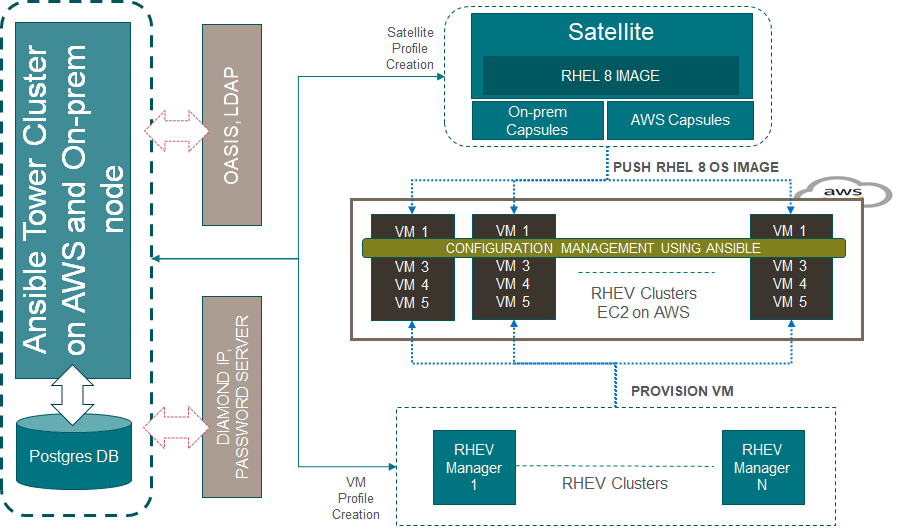 Ansible Tower Cluster
on AWS and On-prem
node
Postgres DB
OASIS, LDAP
DIAMOND IP,
PASSWORD SERVER
Satellite
Profile
Creation
Satellite
RHEL 8 IMAGE
On-prem
Capsules
AWS Capsules
PUSH RHEL 8 OS IMAGE
aws
VM 1
VM 1
VM 1
CONFIGURATION MANAGEMENT USING ANSIBLE
VM 3
VM 4
VM 5
VM 3
VM 4
VM 5
RHEV Clusters
EC2 on AWS
VM 3
VM 4
VM 5
PROVISION VM
VM
Profile
Creation
RHEV
Manager
1
RHEV Clusters
RHEV
Manager
N